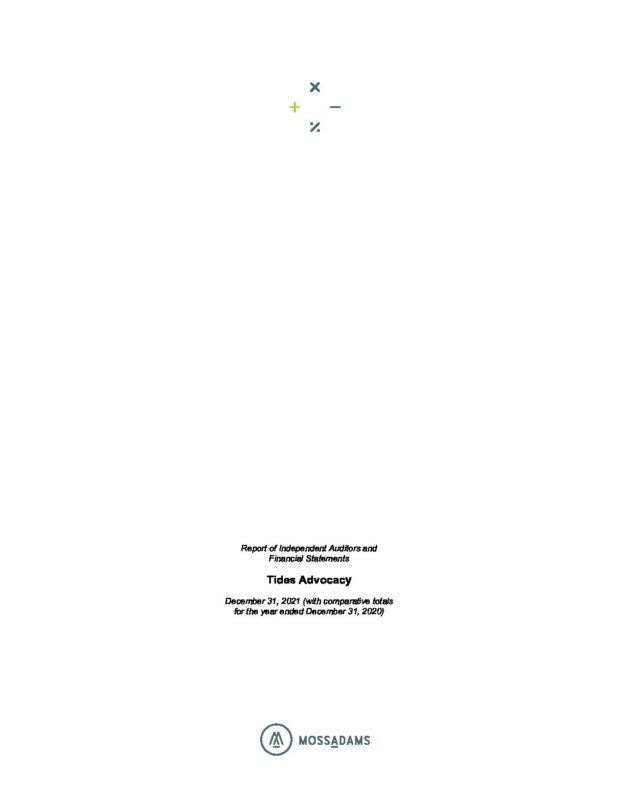 Report of Independent Auditors and
Financial Statements
Tides Advocacy
December 31, 2021 (with comparative totals
for the year ended December 31, 2020)
MOSSADAMS